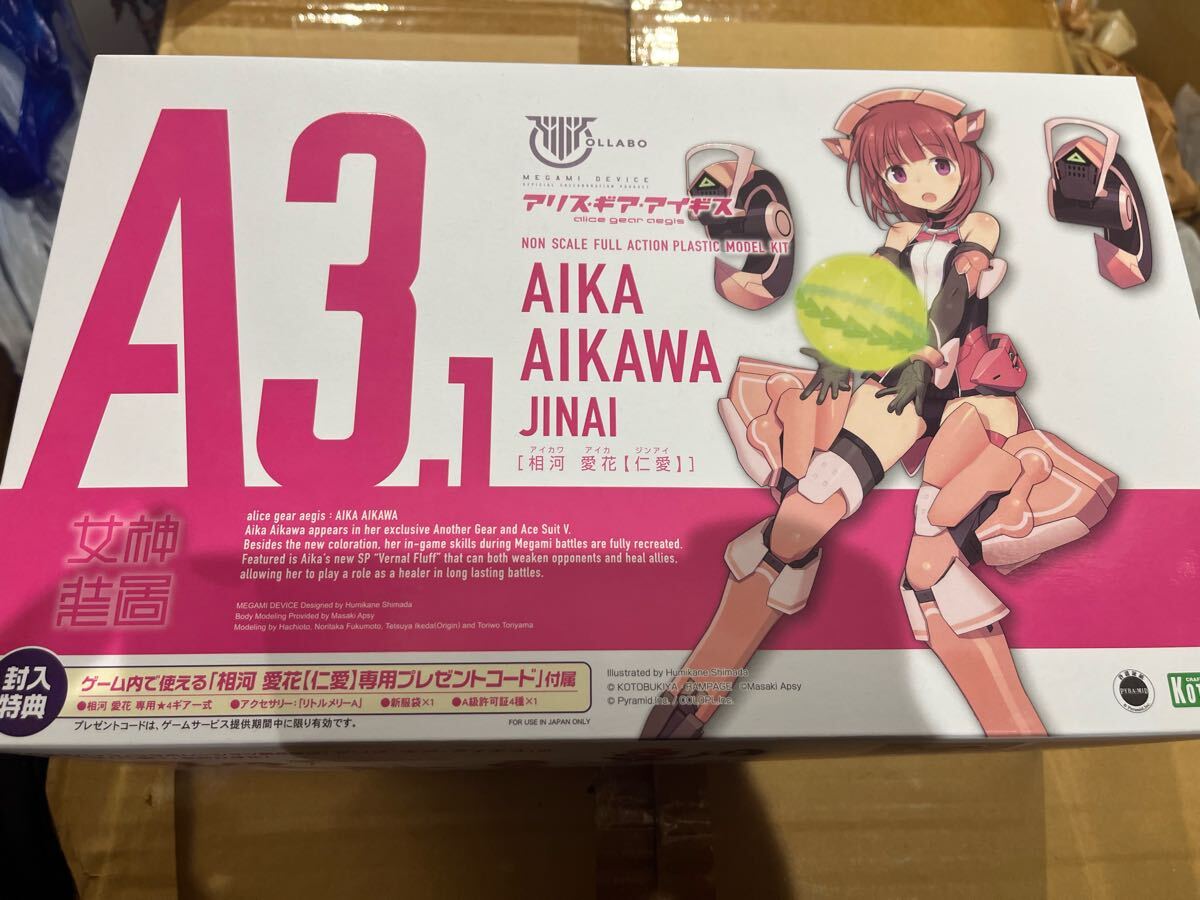 A3.1
OLLABO
MEGAMI DEVICE
OFFICIAL COLLABORATION PRODUCT
アリス・ギア・アイギス
alice gear aegis
NON SCALE FULL ACTION PLASTIC MODEL KIT
AIKA
AIKAWA
JINAI
アイカワ アイカ ジンアイ
[相河 愛花【仁愛】]
女神
装置
alice gear aegis : AIKA AIKAWA
Aika Aikawa appears in her exclusive Another Gear and Ace Suit V.
Besides the new coloration, her in-game skills during Megami battles are fully recreated.
Featured is Aika's new SP "Vernal Fluff" that can both weaken opponents and heal allies,
allowing her to play a role as a healer in long lasting battles.
MEGAMI DEVICE Designed by Humikane Shimada
Body Modeling Provided by Masaki Apsy
Modeling by Hachioto, Noritaka Fukumoto, Tetsuya Ikeda(Origin) and Toriwo Toriyama
封入
特典
ゲーム内で使える「相河 愛花【仁愛】専用プレゼントコード」付属
●相河 愛花 専用★4ギア一式 ●アクセサリー:「リトルメリーA」 ●新服袋×1 ●A級許可証4種×1
プレゼントコードは、ゲームサービス提供期間中に限り有効です。
FOR USE IN JAPAN ONLY
Illustrated by Humikane Shimada
© KOTOBUKIYA・RAMPAGE ©Masaki Apsy
© Pyramid,Inc. / COLOPL,Inc.
PYRAMID
CRAF
Ko